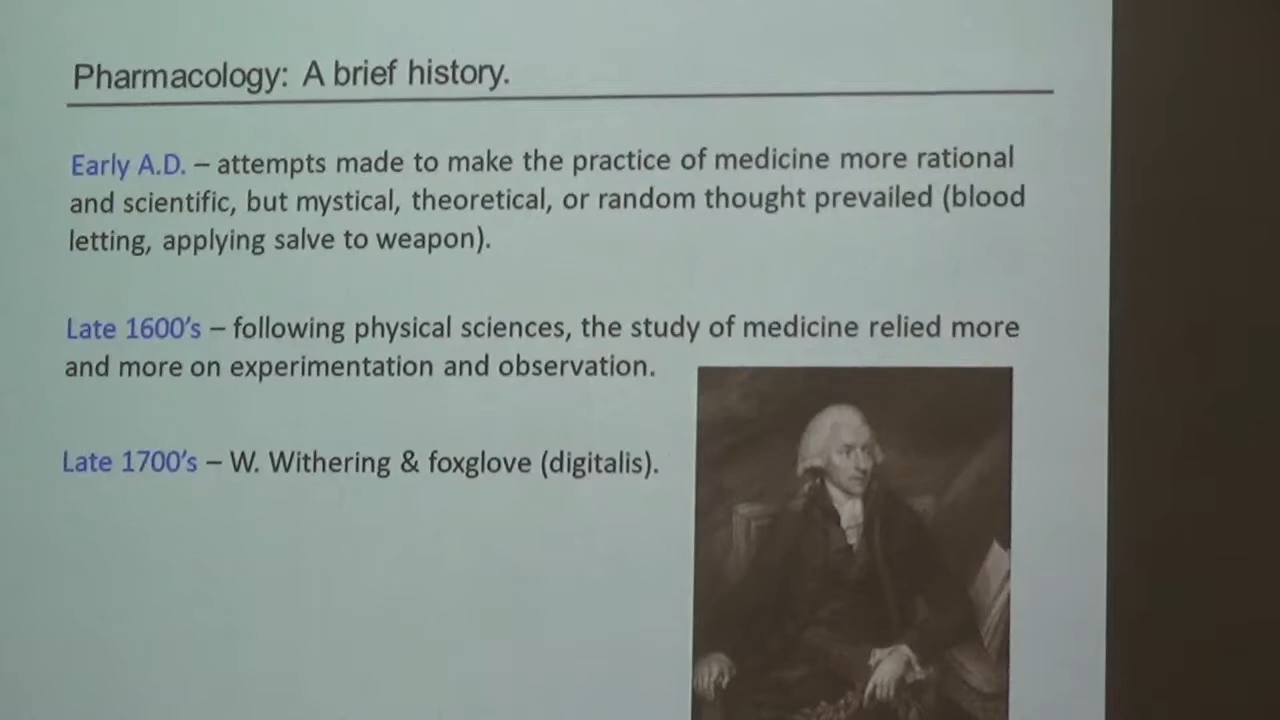 Pharmacology: A brief history.
Early A.D. – attempts made to make the practice of medicine more rational
and scientific, but mystical, theoretical, or random thought prevailed (blood
letting, applying salve to weapon).
Late 1600's – following physical sciences, the study of medicine relied more
and more on experimentation and observation.
Late 1700's – W. Withering & foxglove (digitalis).